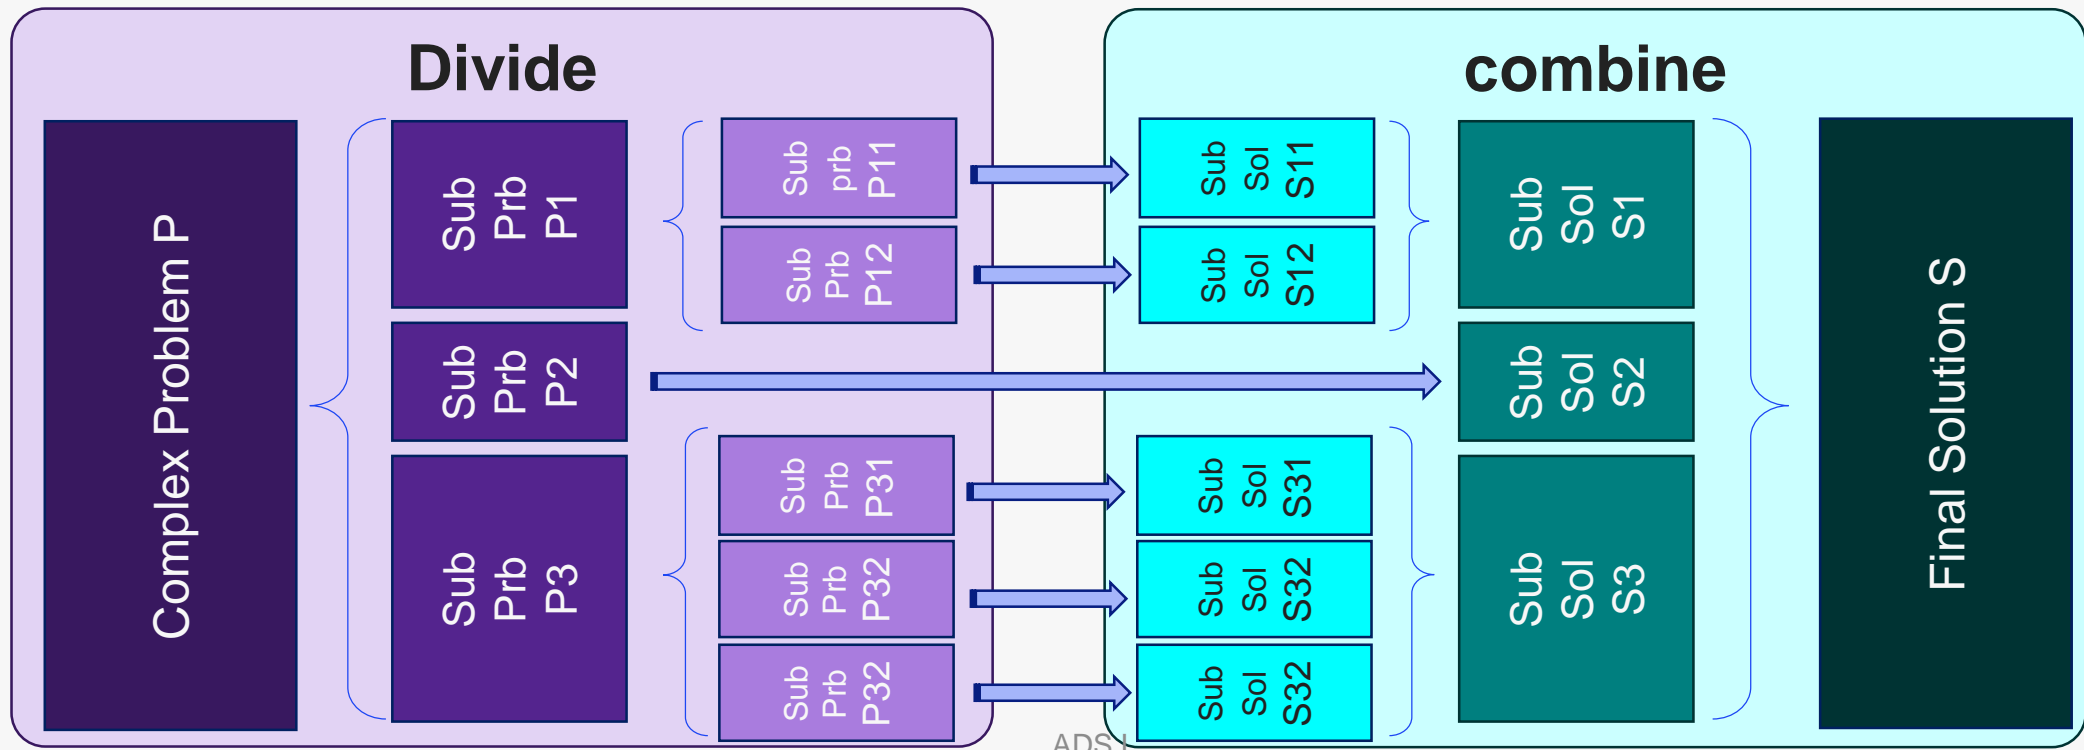 Divide
combine
Complex Problem P
Sub
Prb
P1
Sub
Prb
P2
Sub
Prb
P3
Sub
prb
P11
Sub
Prb
P12
Sub
Prb
P31
Sub
Prb
P32
Sub
Prb
P32
Sub
Sol
S11
Sub
Sol
S12
Sub
Sol
S31
Sub
Sol
S32
Sub
Sol
S32
Sub
Sol
S1
Sub
Sol
S2
Sub
Sol
S3
Final Solution S
ADS I